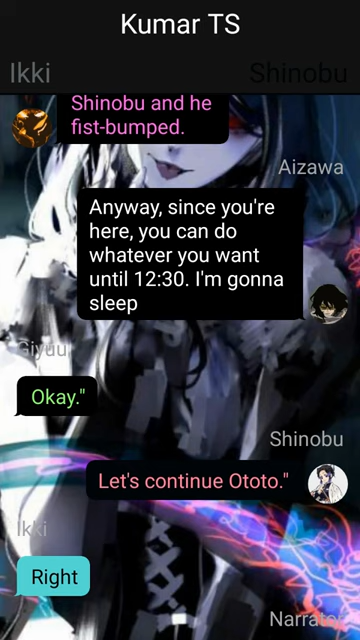 Kumar TS
Ikki
Shinobu
Shinobu and he
fist-bumped.
Aizawa
Anyway, since you're
here, you can do
whatever you want
until 12:30. I'm gonna
sleep
Giyuu
Okay."
Shinobu
Let's continue Ototo."
Ikki
Right
Narrator